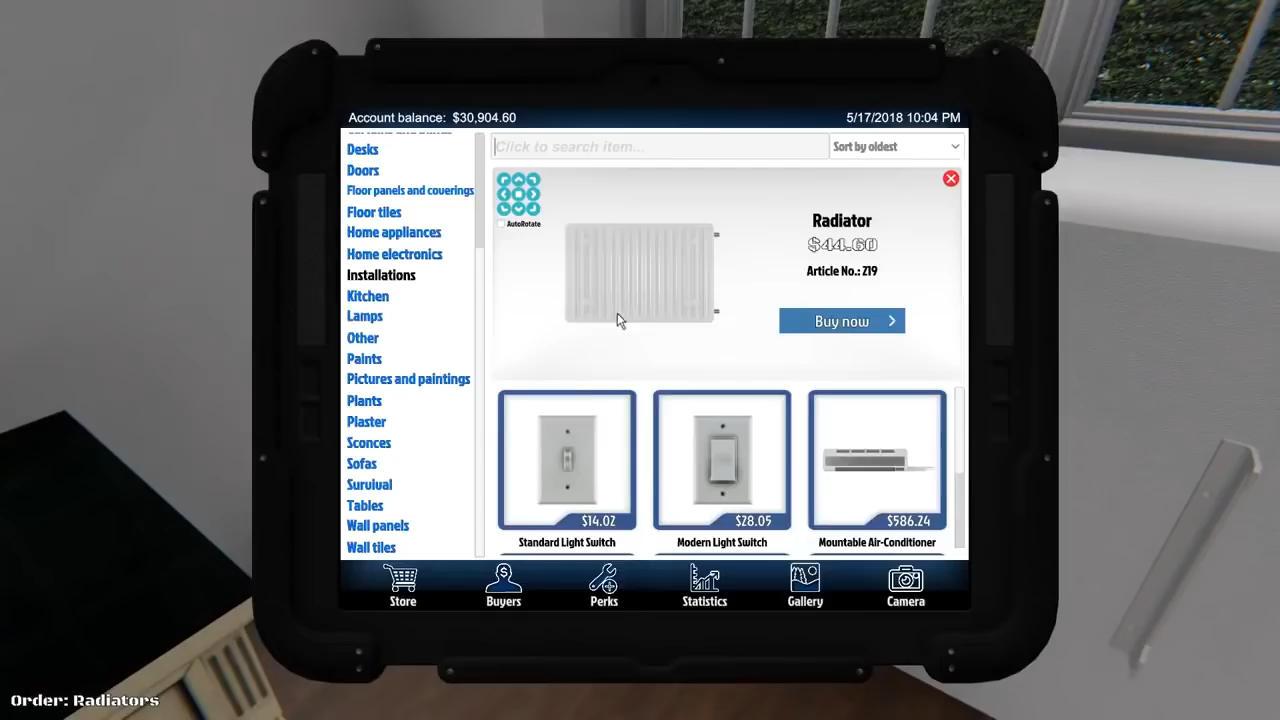 Account balance: $30,904.60
5/17/2018 10:04 PM
Desks
Doors
Floor panels and coverings
Floor tiles
Home appliances
Home electronics
Installations
Kitchen
Lamps
Other
Paints
Pictures and paintings
Plants
Plaster
Sconces
Sofas
Survival
Tables
Wall panels
Wall tiles
Click to search item...
Sort by oldest
AutoRotate
Radiator
$44.60
Article No.: Z19
Buy now
$14.02
$28.05
$586.24
Standard Light Switch
Modern Light Switch
Mountable Air-Conditioner
Store
Buyers
Perks
Statistics
Gallery
Camera
Order: Radiators